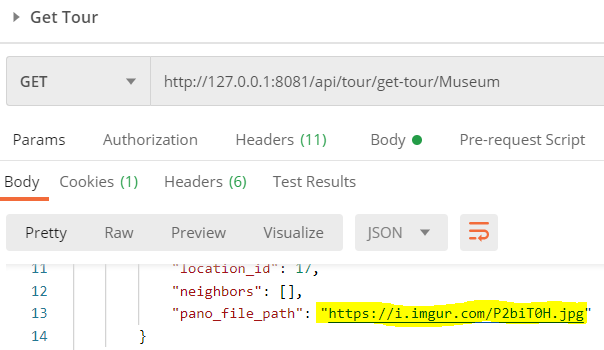 Get Tour
GET http://127.0.0.1:8081/api/tour/get-tour/Museum
Params Authorization Headers (11) Body Pre-request Script
Body Cookies (1) Headers (6) Test Results
Pretty Raw Preview Visualize JSON
11 "location_id": 17,
12 "neighbors": [],
13 "pano_file_path": "https://i.imgur.com/P2biT0H.jpg"
14 }